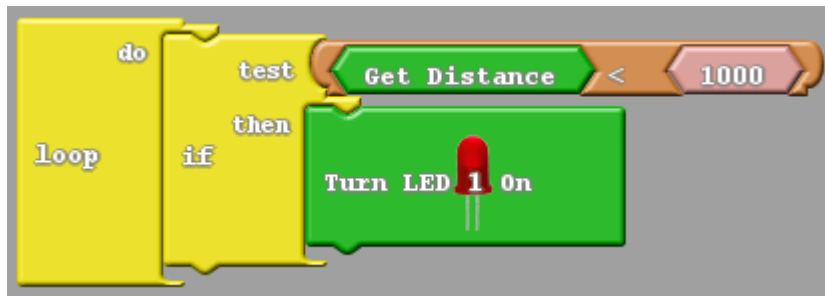 do
test Get Distance < 1000
then
loop if
Turn LED 1 On